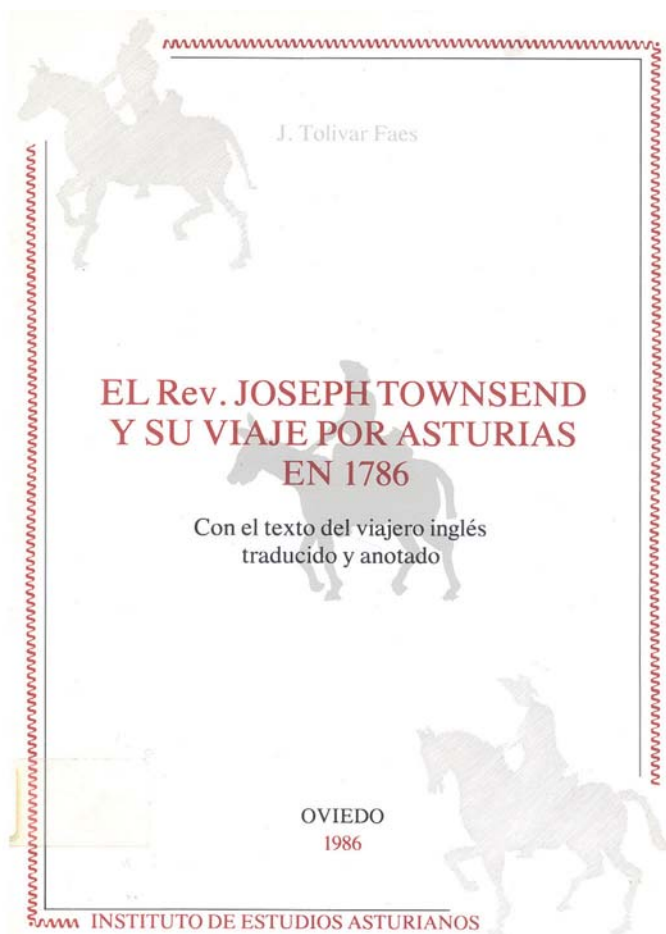 J. Tolivar Faes
EL Rev. JOSEPH TOWNSEND
Y SU VIAJE POR ASTURIAS
EN 1786
Con el texto del viajero inglés
traducido y anotado
OVIEDO
1986
INSTITUTO DE ESTUDIOS ASTURIANOS